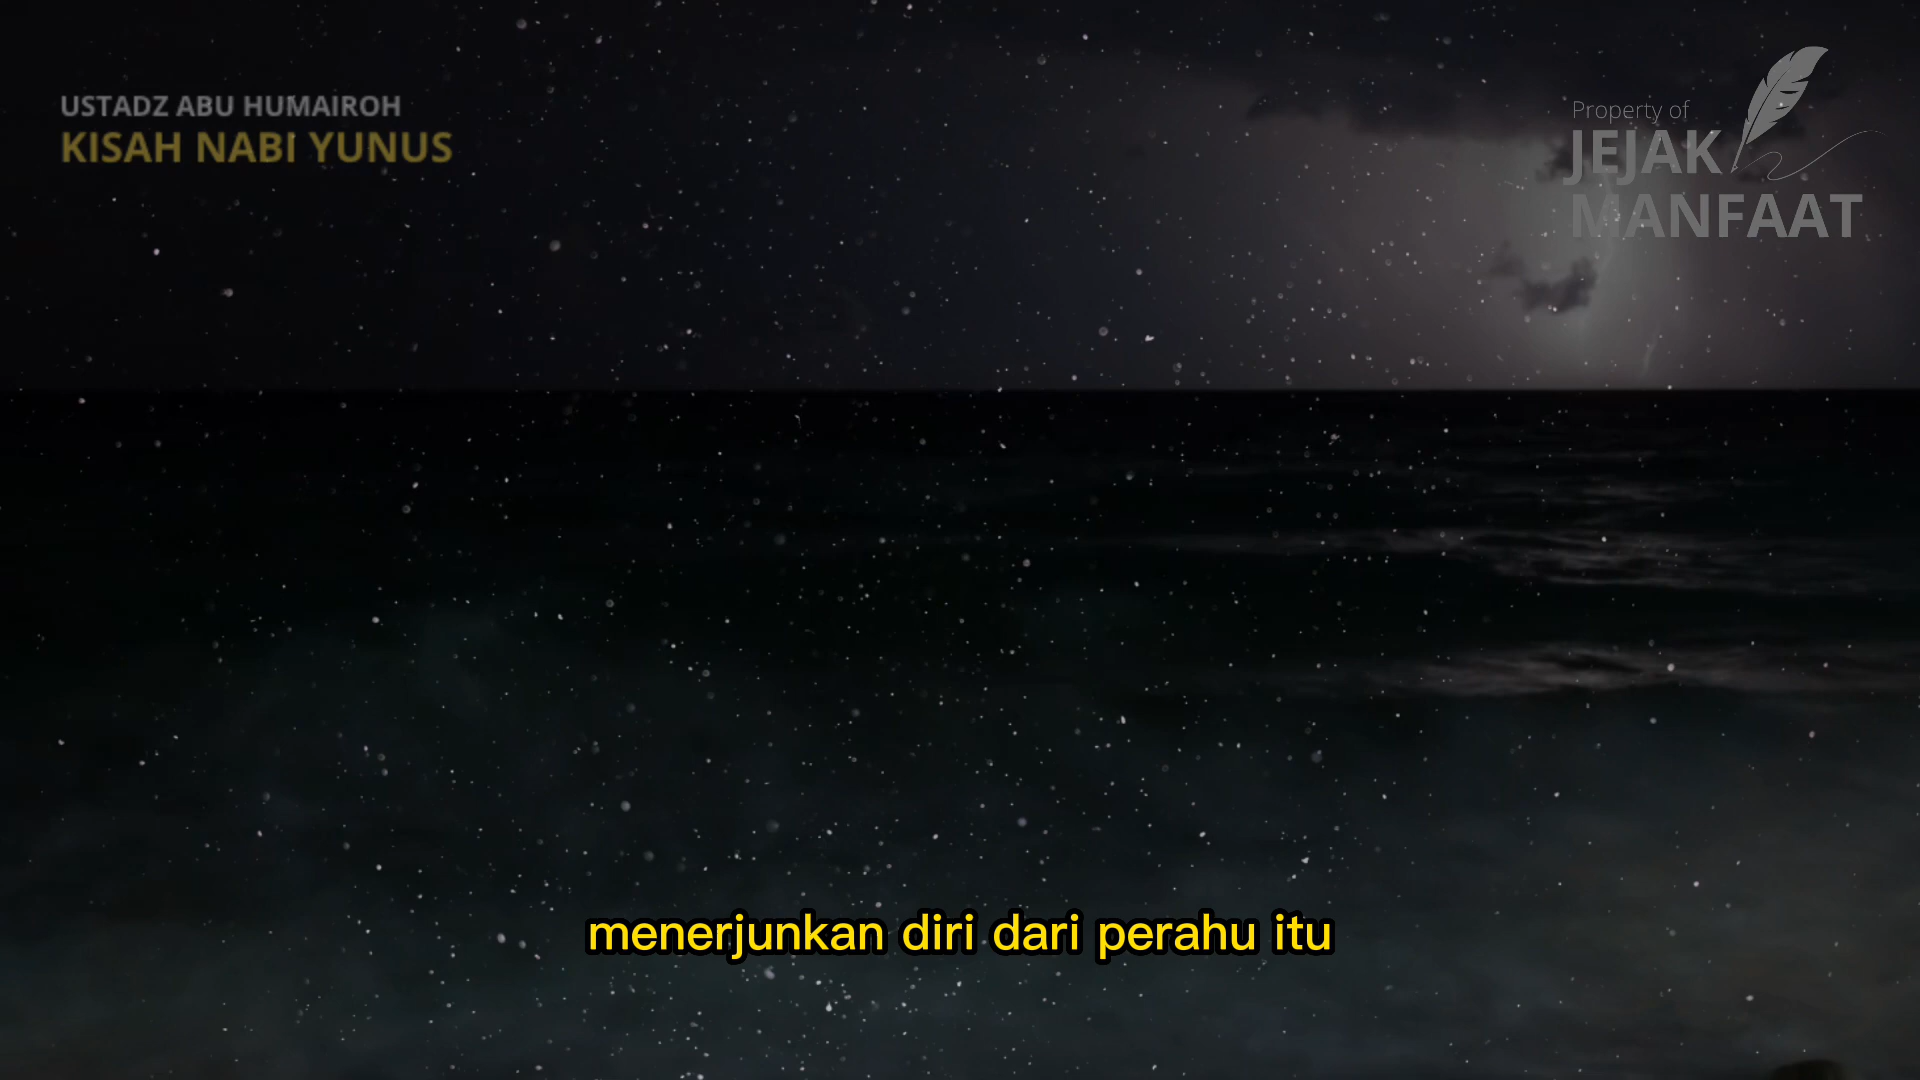 USTADZ ABU HUMAIROH
KISAH NABI YUNUS
Property of
JEJAK
MANFAAT
menerjunkan diri dari perahu itu